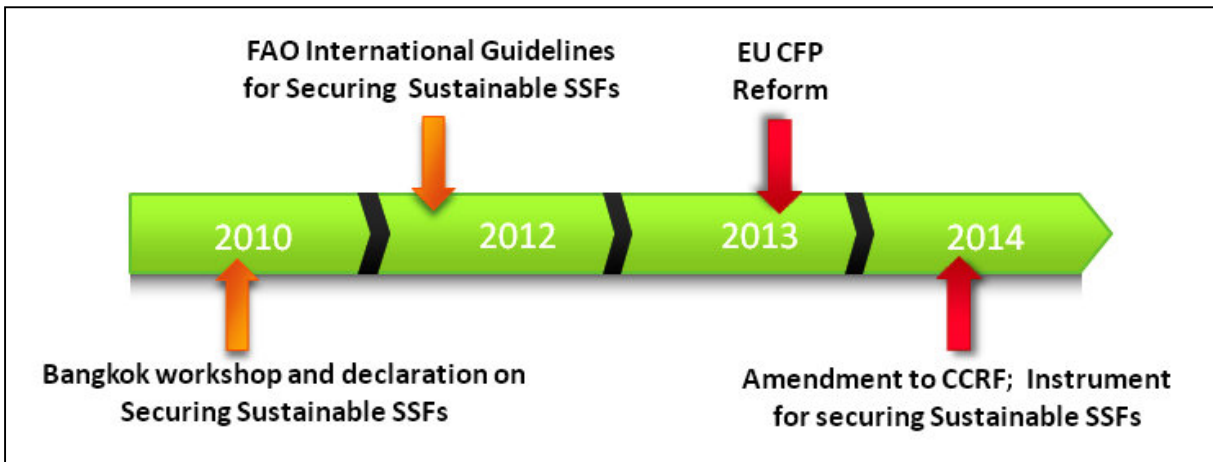 FAO International Guidelines
for Securing Sustainable SSFs
EU CFP
Reform
2010
2012
2013
2014
Bangkok workshop and declaration on
Securing Sustainable SSFs
Amendment to CCRF; Instrument
for securing Sustainable SSFs